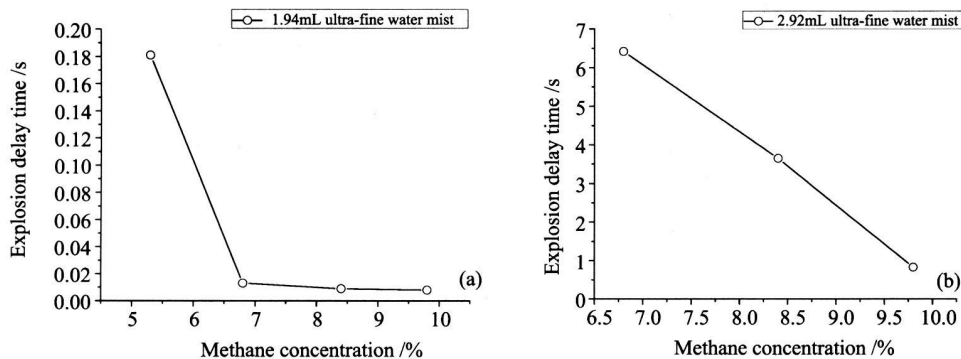 1.94mL ultra-fine water mist
Explosion delay time /s
0.20
0.18
0.16
0.14
0.12
0.10
0.08
0.06
0.04
0.02
0.00
5 6 7 8 9 10
Methane concentration /%
(a)
2.92mL ultra-fine water mist
Explosion delay time /s
7
6
5
4
3
2
1
0
6.5 7.0 7.5 8.0 8.5 9.0 9.5 10.0
Methane concentration /%
(b)